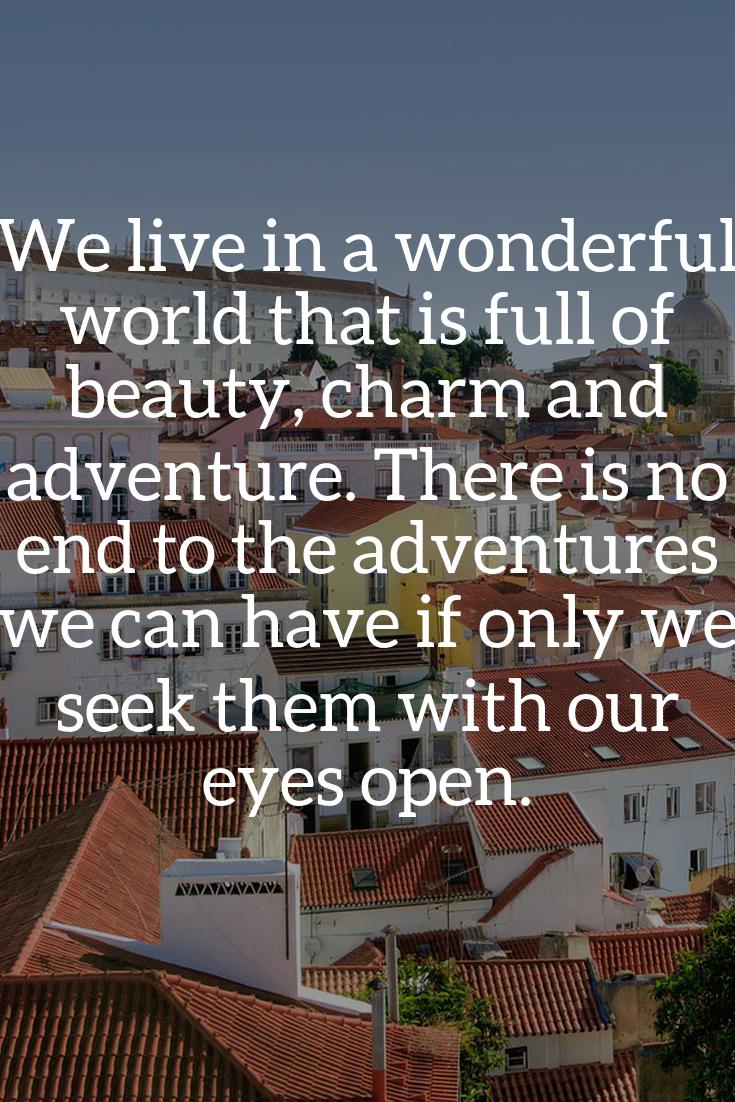 We live in a wonderful
world that is full of
beauty, charm and
adventure. There is no
end to the adventures
we can have if only we
seek them with our
eyes open.